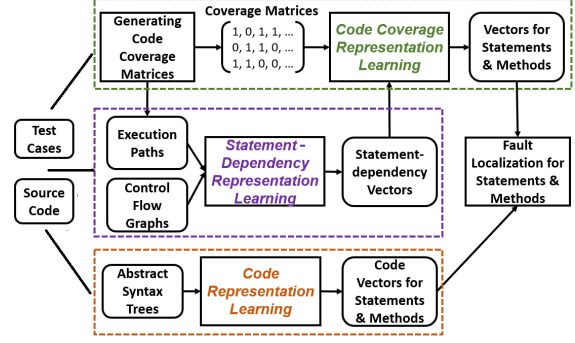 Generating
Code
Coverage
Matrices
Coverage Matrices
1, 0, 1, 1, ...
0, 1, 1, 0, ...
1, 1, 0, 0, ...
Code Coverage
Representation
Learning
Vectors for
Statements
& Methods
Test
Cases
Source
Code
Execution
Paths
Control
Flow
Graphs
Statement -
Dependency
Representation
Learning
Statement-
dependency
Vectors
Fault
Localization for
Statements &
Methods
Abstract
Syntax
Trees
Code
Representation
Learning
Code
Vectors for
Statements
& Methods